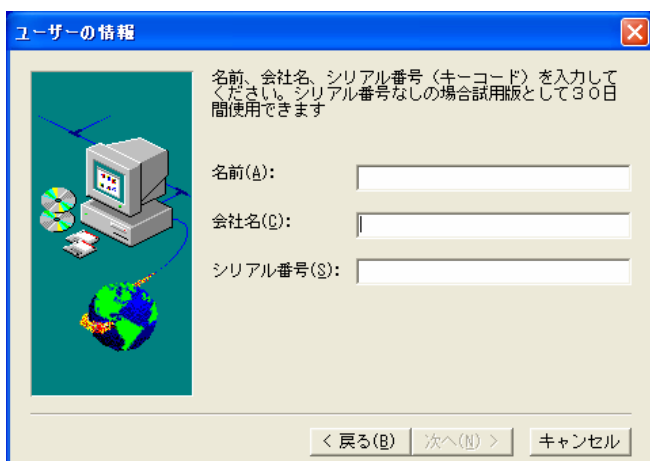 ユーザーの情報
名前、会社名、シリアル番号（キーコード）を入力して
ください。シリアル番号なしの場合試用版として３０日
間使用できます
名前(A):
会社名(C):
シリアル番号(S):
< 戻る(B)
次へ(N) >
キャンセル